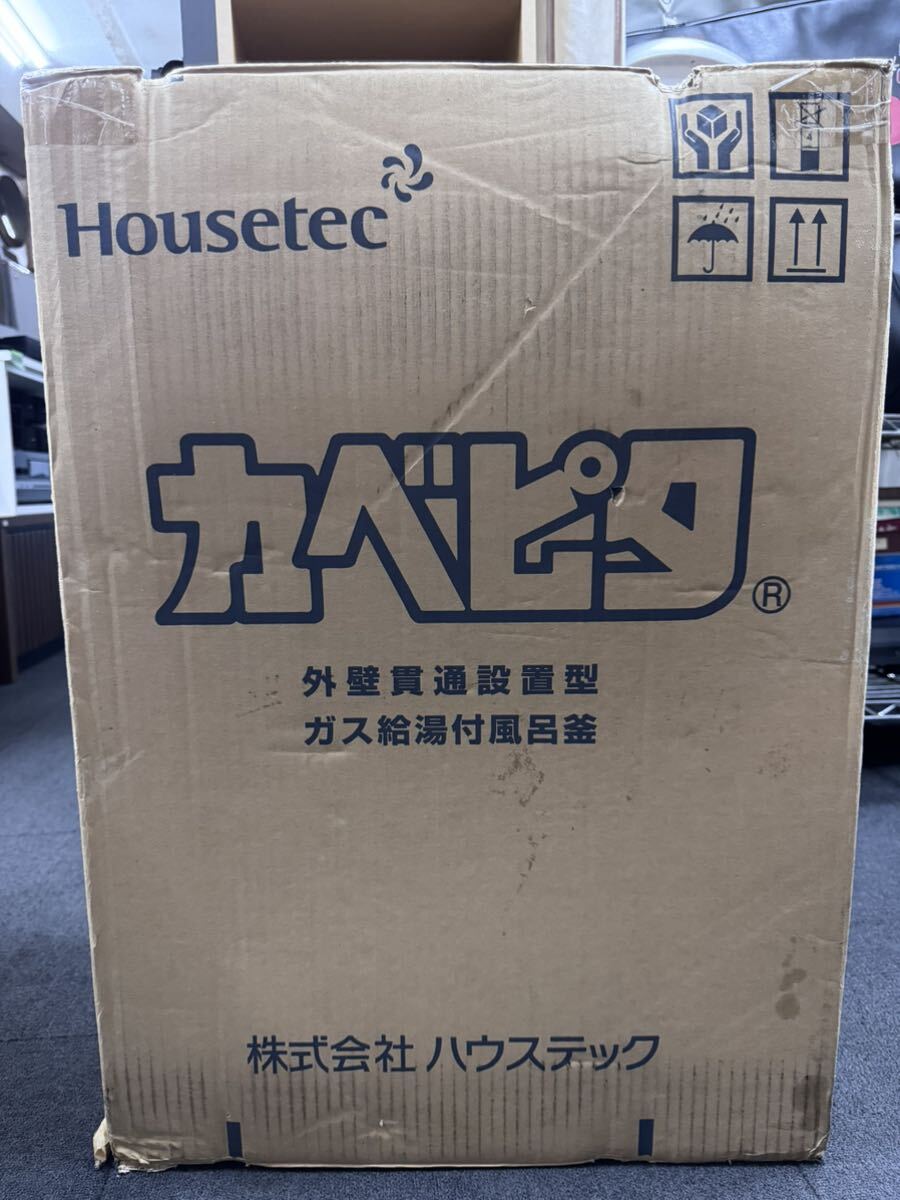 Housetec
4
カベピタ®
外壁貫通設置型
ガス給湯付風呂釜
株式会社 ハウステック